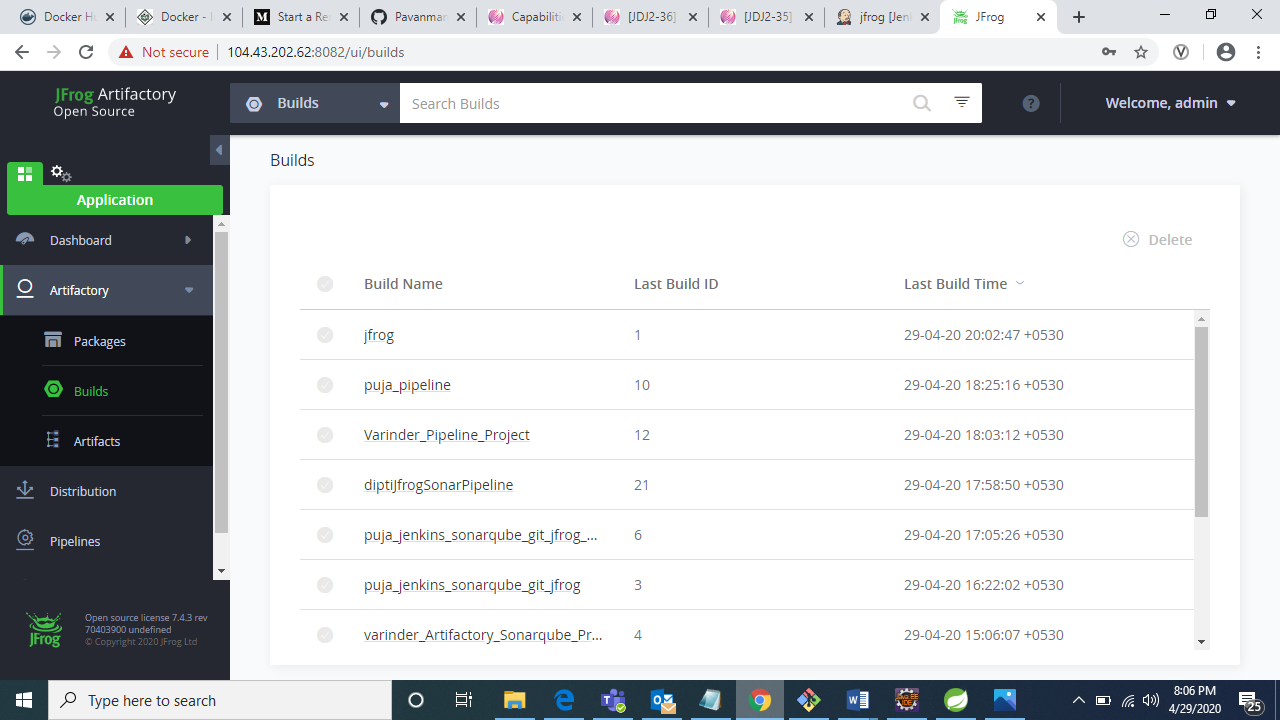 Docker Hu
Docker - I
Start a Re
Pavanmar
Capabiliti
[JDJ2-36]
[JDJ2-35]
jfrog [Jenk
JFrog
Not secure
104.43.202.62:8082/ui/builds
JFrog Artifactory
Open Source
Builds
Search Builds
?
Welcome, admin
Application
Dashboard
Artifactory
Packages
Builds
Artifacts
Distribution
Pipelines
JFrog
Open source license 7.4.3 rev
70403900 undefined
© Copyright 2020 JFrog Ltd
Builds
Delete
Build Name Last Build ID Last Build Time
jfrog 1 29-04-20 20:02:47 +0530
puja_pipeline 10 29-04-20 18:25:16 +0530
Varinder_Pipeline_Project 12 29-04-20 18:03:12 +0530
diptiJfrogSonarPipeline 21 29-04-20 17:58:50 +0530
puja_jenkins_sonarqube_git_jfrog_... 6 29-04-20 17:05:26 +0530
puja_jenkins_sonarqube_git_jfrog 3 29-04-20 16:22:02 +0530
varinder_Artifactory_Sonarqube_Pr... 4 29-04-20 15:06:07 +0530
Type here to search
8:06 PM
4/29/2020
25